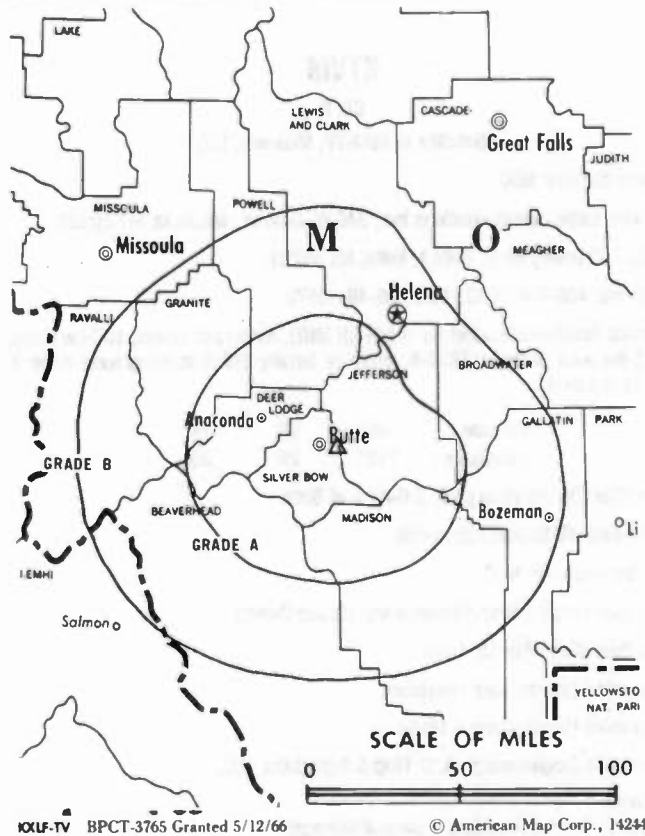 LAKE
LEWIS
AND CLARK
CASCADE
Great Falls
JUDITH
MISSOULA
POWELL
M O
MEAGHER
Missoula
Helena
RAVALLI
GRANITE
JEFFERSON
BROADWATER
DEER
LODGE
Anaconda
GALLATIN
PARK
Butte
GRADE B
SILVER BOW
BEAVERHEAD
MADISON
Bozeman
GRADE A
Li
LEMHI
Salmon
YELLOWSTO
NAT. PARI
SCALE OF MILES
0 50 100
KXLF-TV BPCT-3765 Granted 5/12/66 © American Map Corp., 14244